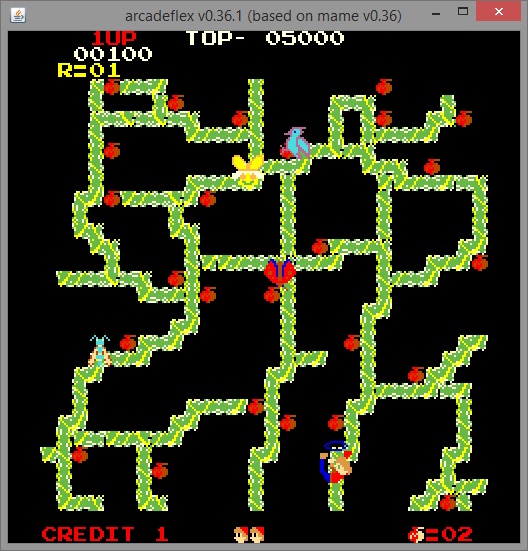 arcadeflex v0.36.1 (based on mame v0.36)
1UP TOP- 05000
00100
R=01
CREDIT 1 =02